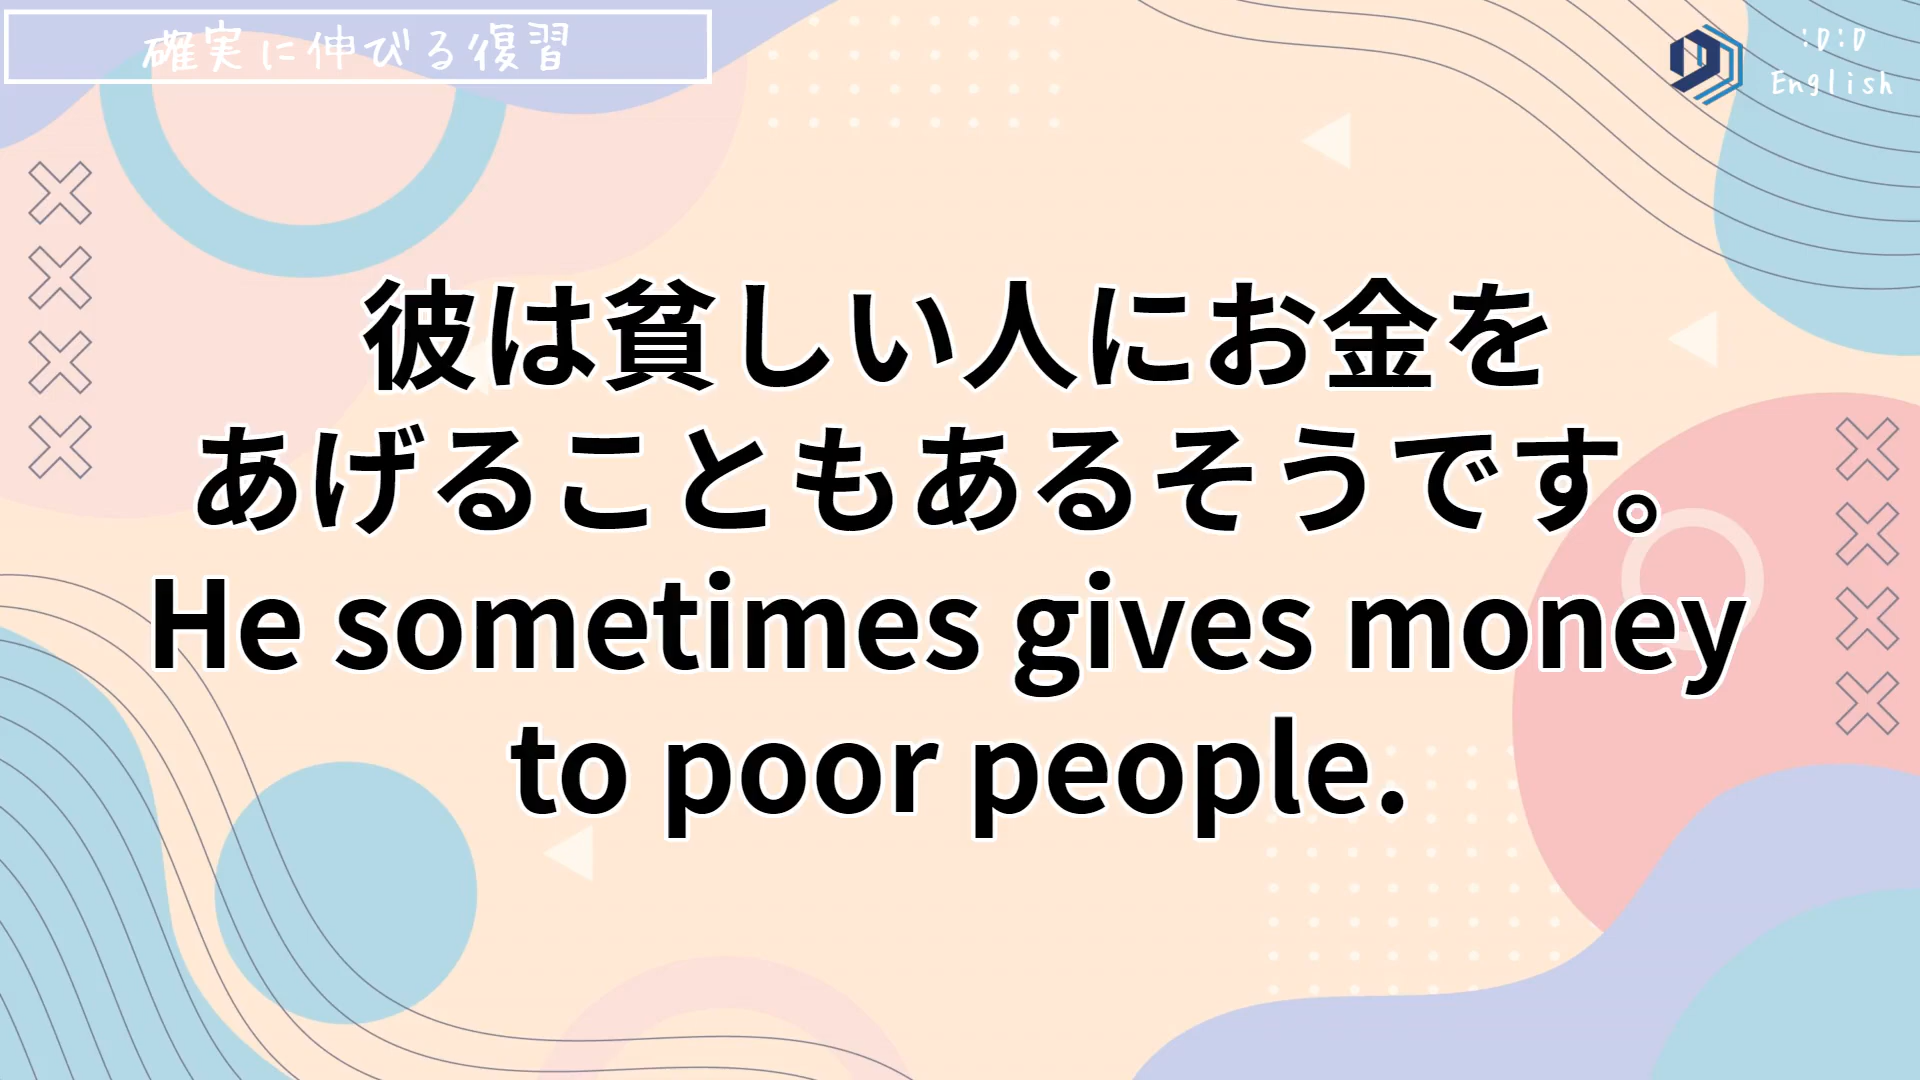 確実に伸びる復習
:D:D
English
彼は貧しい人にお金を
あげることもあるそうです。
He sometimes gives money
to poor people.